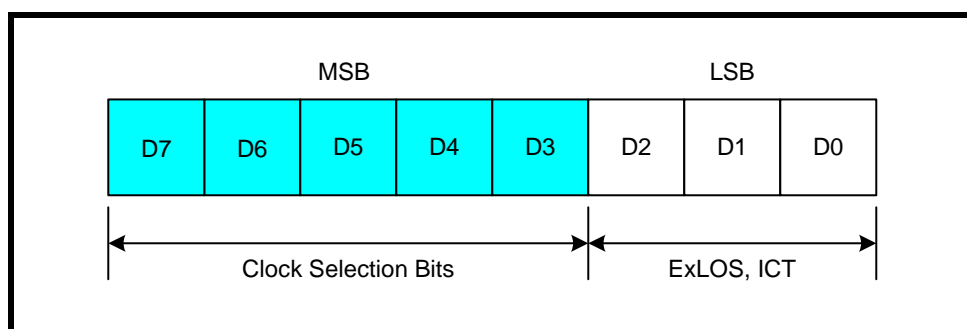 MSB LSB
D7 D6 D5 D4 D3 D2 D1 D0
Clock Selection Bits ExLOS, ICT